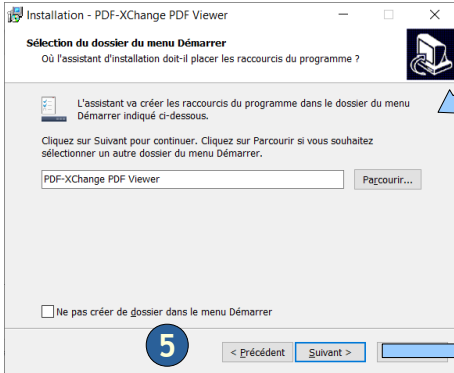 Installation - PDF-XChange PDF Viewer
Sélection du dossier du menu Démarrer
Où l'assistant d'installation doit-il placer les raccourcis du programme ?
L'assistant va créer les raccourcis du programme dans le dossier du menu
Démarrer indiqué ci-dessous.
Cliquez sur Suivant pour continuer. Cliquez sur Parcourir si vous souhaitez
sélectionner un autre dossier du menu Démarrer.
PDF-XChange PDF Viewer
Parcourir...
Ne pas créer de dossier dans le menu Démarrer
5
< Précédent
Suivant >